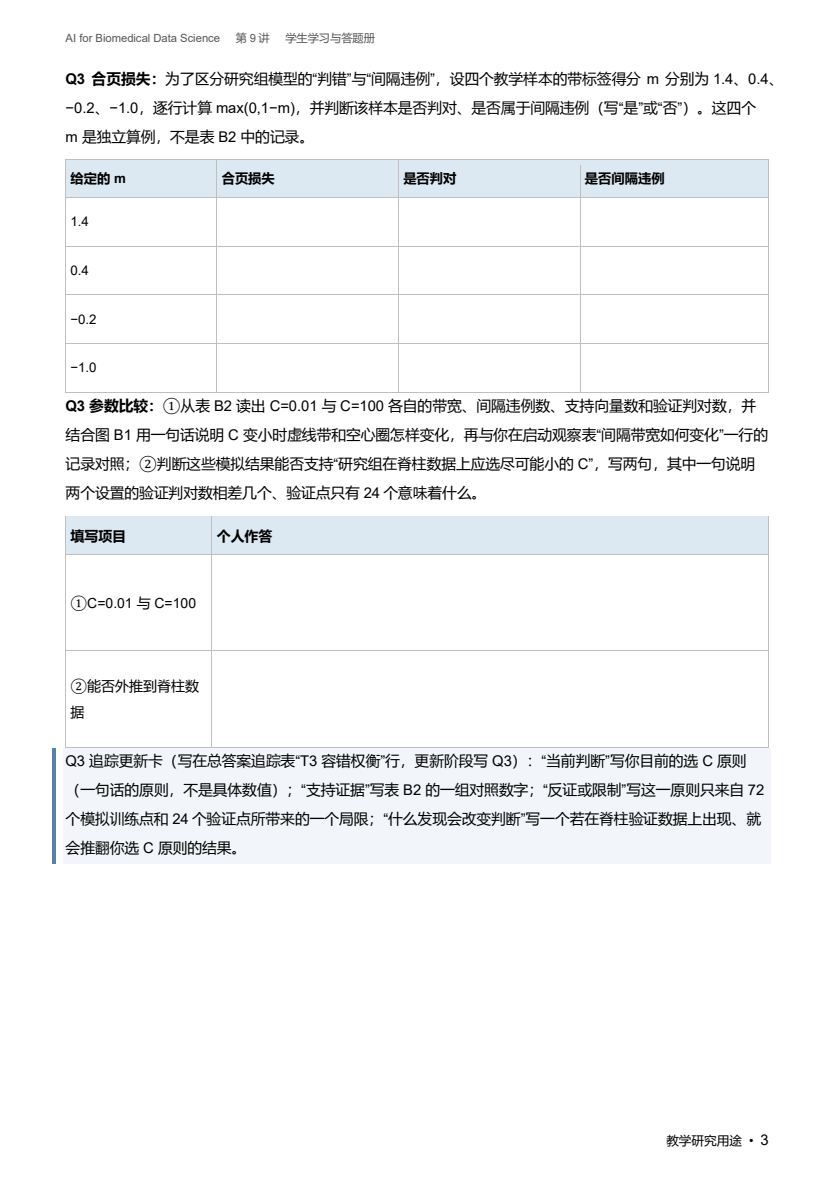 AI for Biomedical Data Science 第 9 讲 学生学习与答题册
Q3 合页损失：为了区分研究组模型的“判错”与“间隔违例”，设四个教学样本的带标签得分 m 分别为 1.4、0.4、
−0.2、−1.0，逐行计算 max(0,1−m)，并判断该样本是否判对、是否属于间隔违例（写“是”或“否”）。这四个
m 是独立算例，不是表 B2 中的记录。
给定的 m 合页损失 是否判对 是否间隔违例
1.4
0.4
−0.2
−1.0
Q3 参数比较：①从表 B2 读出 C=0.01 与 C=100 各自的带宽、间隔违例数、支持向量数和验证判对数，并
结合图 B1 用一句话说明 C 变小时虚线带和空心圈怎样变化，再与你在启动观察表“间隔带宽如何变化”一行的
记录对照；②判断这些模拟结果能否支持“研究组在脊柱数据上应选尽可能小的 C”，写两句，其中一句说明
两个设置的验证判对数相差几个、验证点只有 24 个意味着什么。
填写项目 个人作答
①C=0.01 与 C=100
②能否外推到脊柱数
据
Q3 追踪更新卡（写在总答案追踪表“T3 容错权衡”行，更新阶段写 Q3）：“当前判断”写你目前的选 C 原则
（一句话的原则，不是具体数值）；“支持证据”写表 B2 的一组对照数字；“反证或限制”写这一原则只来自 72
个模拟训练点和 24 个验证点所带来的一个局限；“什么发现会改变判断”写一个若在脊柱验证数据上出现、就
会推翻你选 C 原则的结果。
教学研究用途 • 3